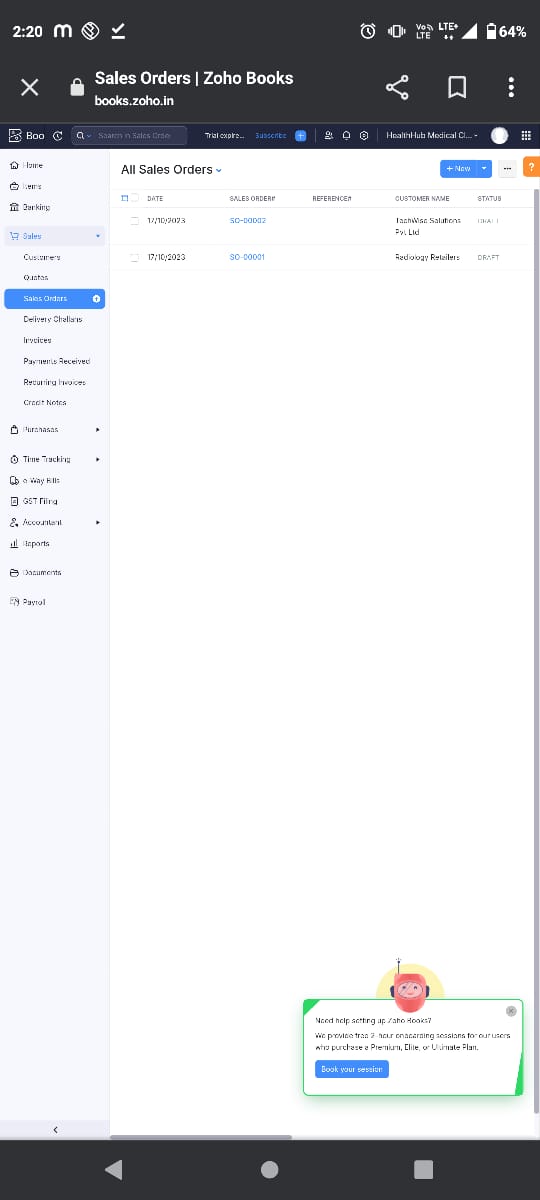 2:20
Vo))
LTE
LTE+
64%
Sales Orders | Zoho Books
books.zoho.in
Boo
Search in Sales Order
Trial expire...
Subscribe
HealthHub Medical Cl...
Home
Items
Banking
Sales
Customers
Quotes
Sales Orders
Delivery Challans
Invoices
Payments Received
Recurring Invoices
Credit Notes
Purchases
Time Tracking
e-Way Bills
GST Filing
Accountant
Reports
Documents
Payroll
All Sales Orders
+ New
...
?
DATE SALES ORDER# REFERENCE# CUSTOMER NAME STATUS
17/10/2023 SO-00002 TechWise Solutions DRAFT
Pvt Ltd
17/10/2023 SO-00001 Radiology Retailers DRAFT
Need help setting up Zoho Books?
We provide free 2-hour onboarding sessions for our users
who purchase a Premium, Elite, or Ultimate Plan.
Book your session